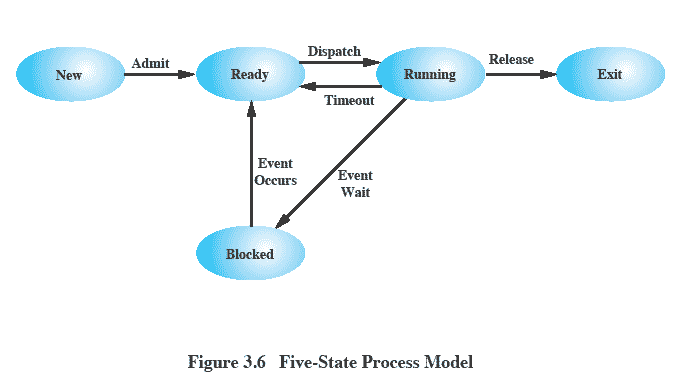 Dispatch
Admit
Release
New
Ready
Running
Exit
Timeout
Event
Occurs
Event
Wait
Blocked
Figure 3.6 Five-State Process Model